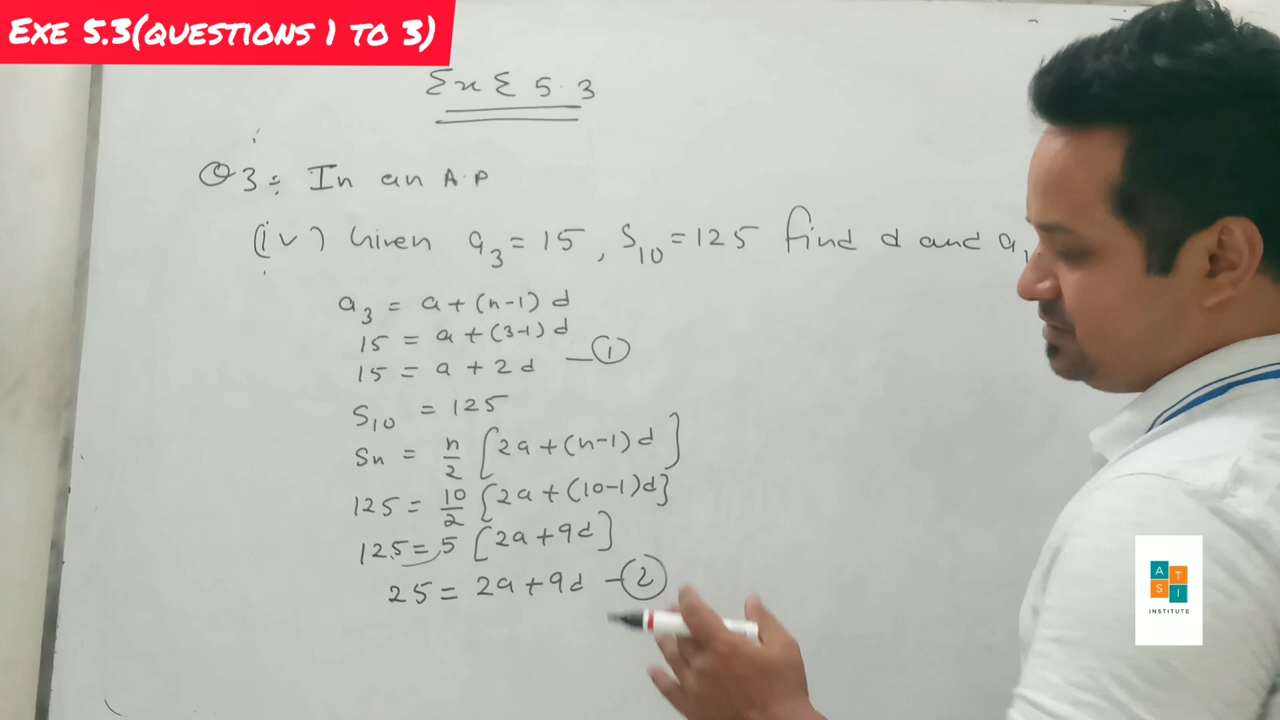 EXE 5.3(QUESTIONS 1 TO 3)
Exe 5.3
Q3: In an A.P
(iv) Given a3 = 15, S10 = 125 find d and a1
a3 = a + (n-1) d
15 = a + (3-1) d
15 = a + 2d — ①
S10 = 125
Sn = n/2 [2a + (n-1) d]
125 = 10/2 [2a + (10-1)d]
125 = 5 [2a + 9d]
25 = 2a + 9d — ②
A T
S I
INSTITUTE